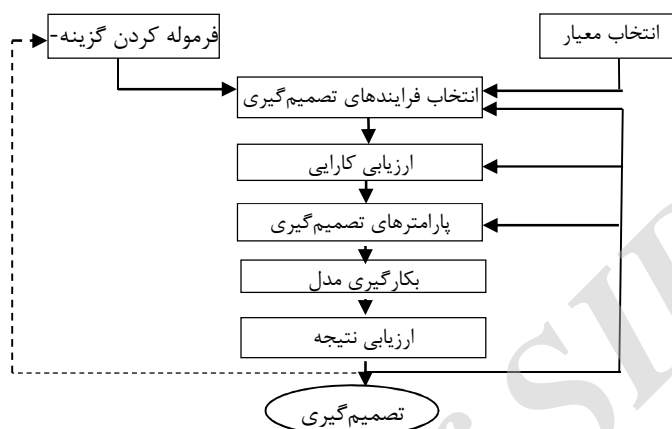 انتخاب معیار
فرموله کردن گزینه-
انتخاب فرایندهای تصمیم‌گیری
ارزیابی کارایی
پارامترهای تصمیم‌گیری
بکارگیری مدل
ارزیابی نتیجه
تصمیم‌گیری